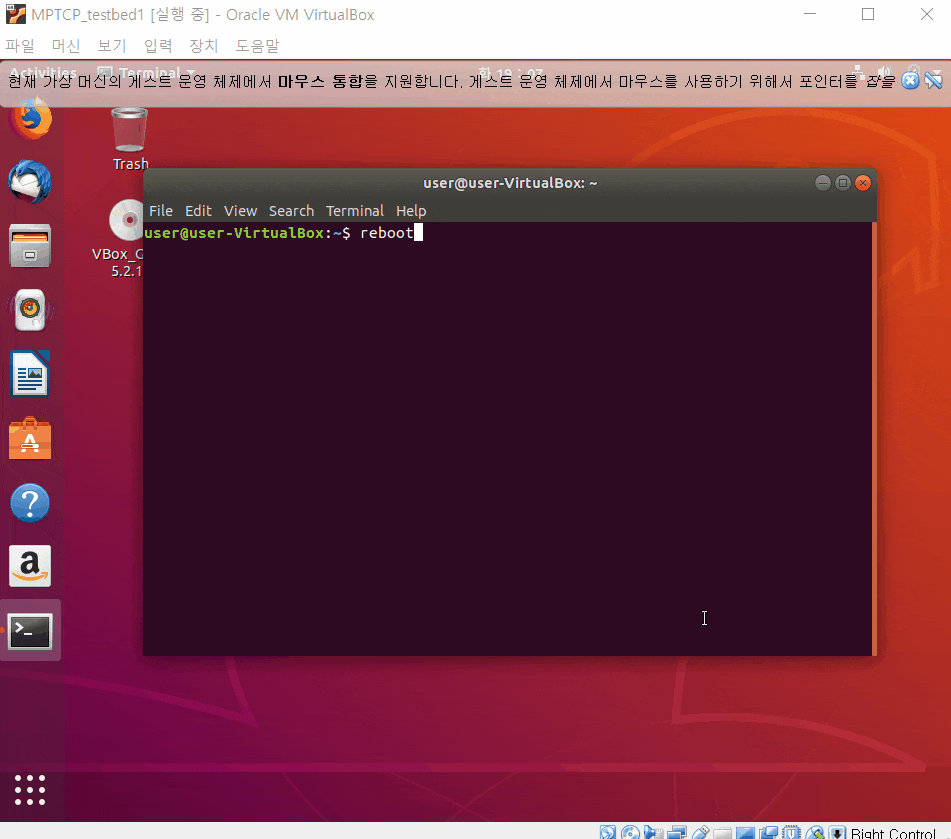 MPTCP_testbed1 [실행 중] - Oracle VM VirtualBox
파일 머신 보기 입력 장치 도움말
Activities Terminal
현재 가상 머신의 게스트 운영 체제에서 마우스 통합을 지원합니다. 게스트 운영 체제에서 마우스를 사용하기 위해서 포인터를 잡을
Trash
user@user-VirtualBox: ~
File Edit View Search Terminal Help
user@user-VirtualBox:~$ reboot
VBox_G
5.2.1
Right Control